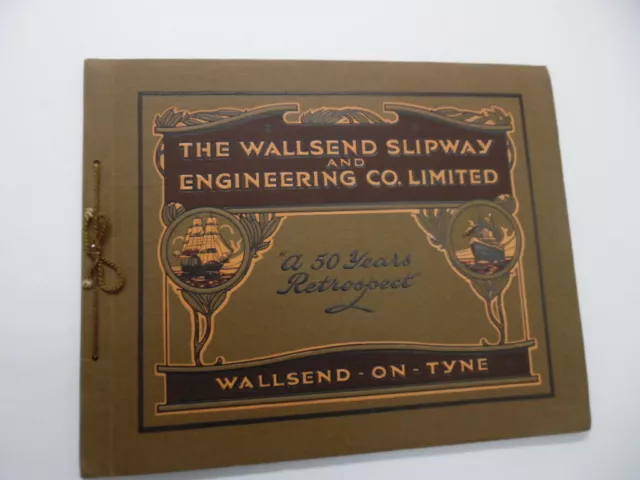 THE WALLSEND SLIPWAY
AND
ENGINEERING CO. LIMITED
"A 50 Years
Retrospect"
WALLSEND - ON - TYNE